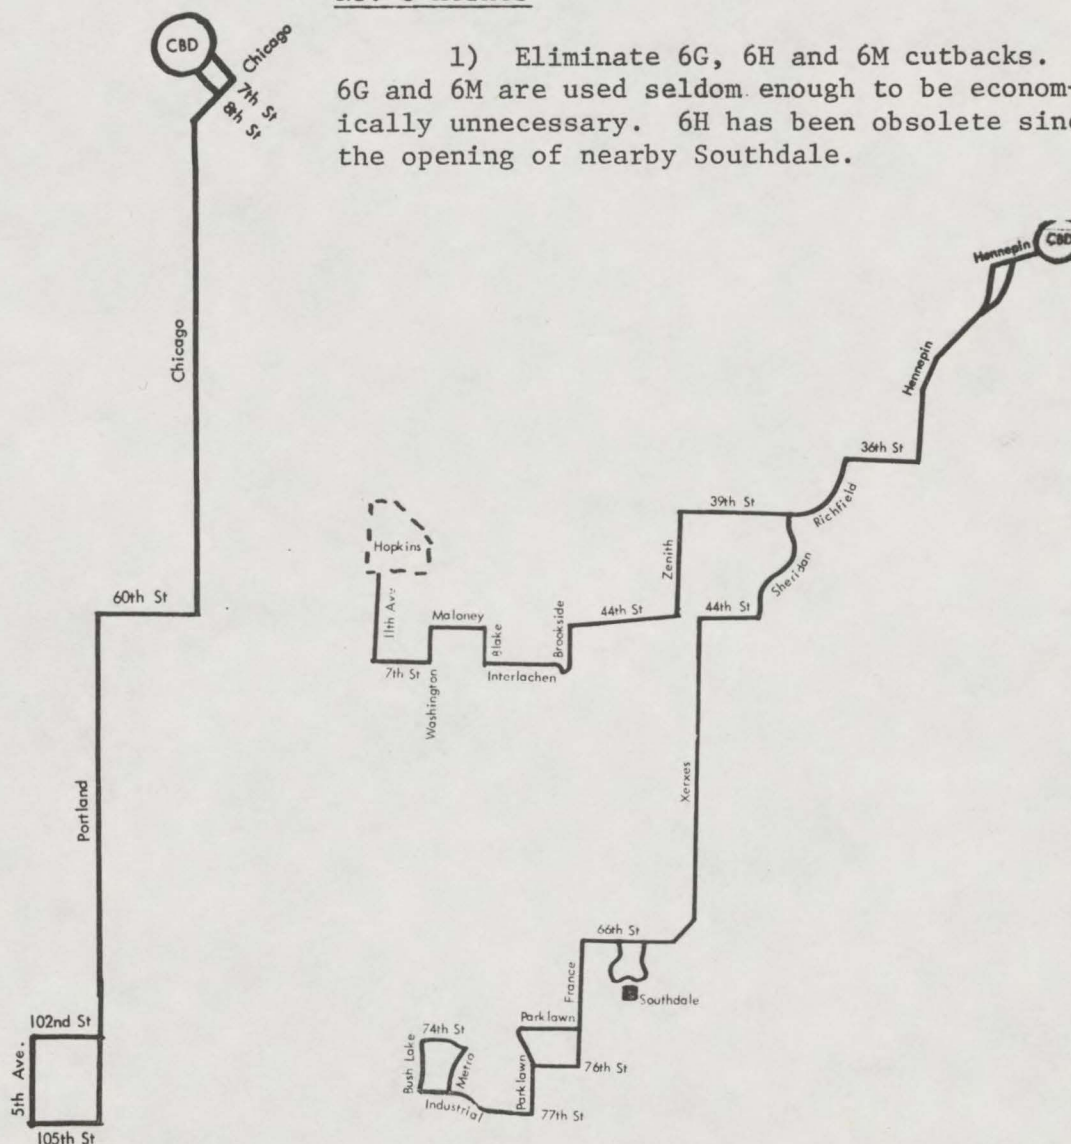 1) Eliminate 6G, 6H and 6M cutbacks.
6G and 6M are used seldom enough to be econom-
ically unnecessary. 6H has been obsolete sinc
the opening of nearby Southdale.
CBD
Chicago
7th St
8th St
Chicago
60th St
Portland
102nd St
5th Ave.
105th St
CBD
Hennepin
Hennepin
36th St
Richfield
39th St
Sheridan
Zenith
44th St
44th St
Hopkins
11th Ave
Maloney
Blake
Brookside
7th St
Washington
Interlachen
Xerxes
66th St
France
Southdale
Parklawn
74th St
Bush Lake
Metro
Parklawn
76th St
Industrial
77th St